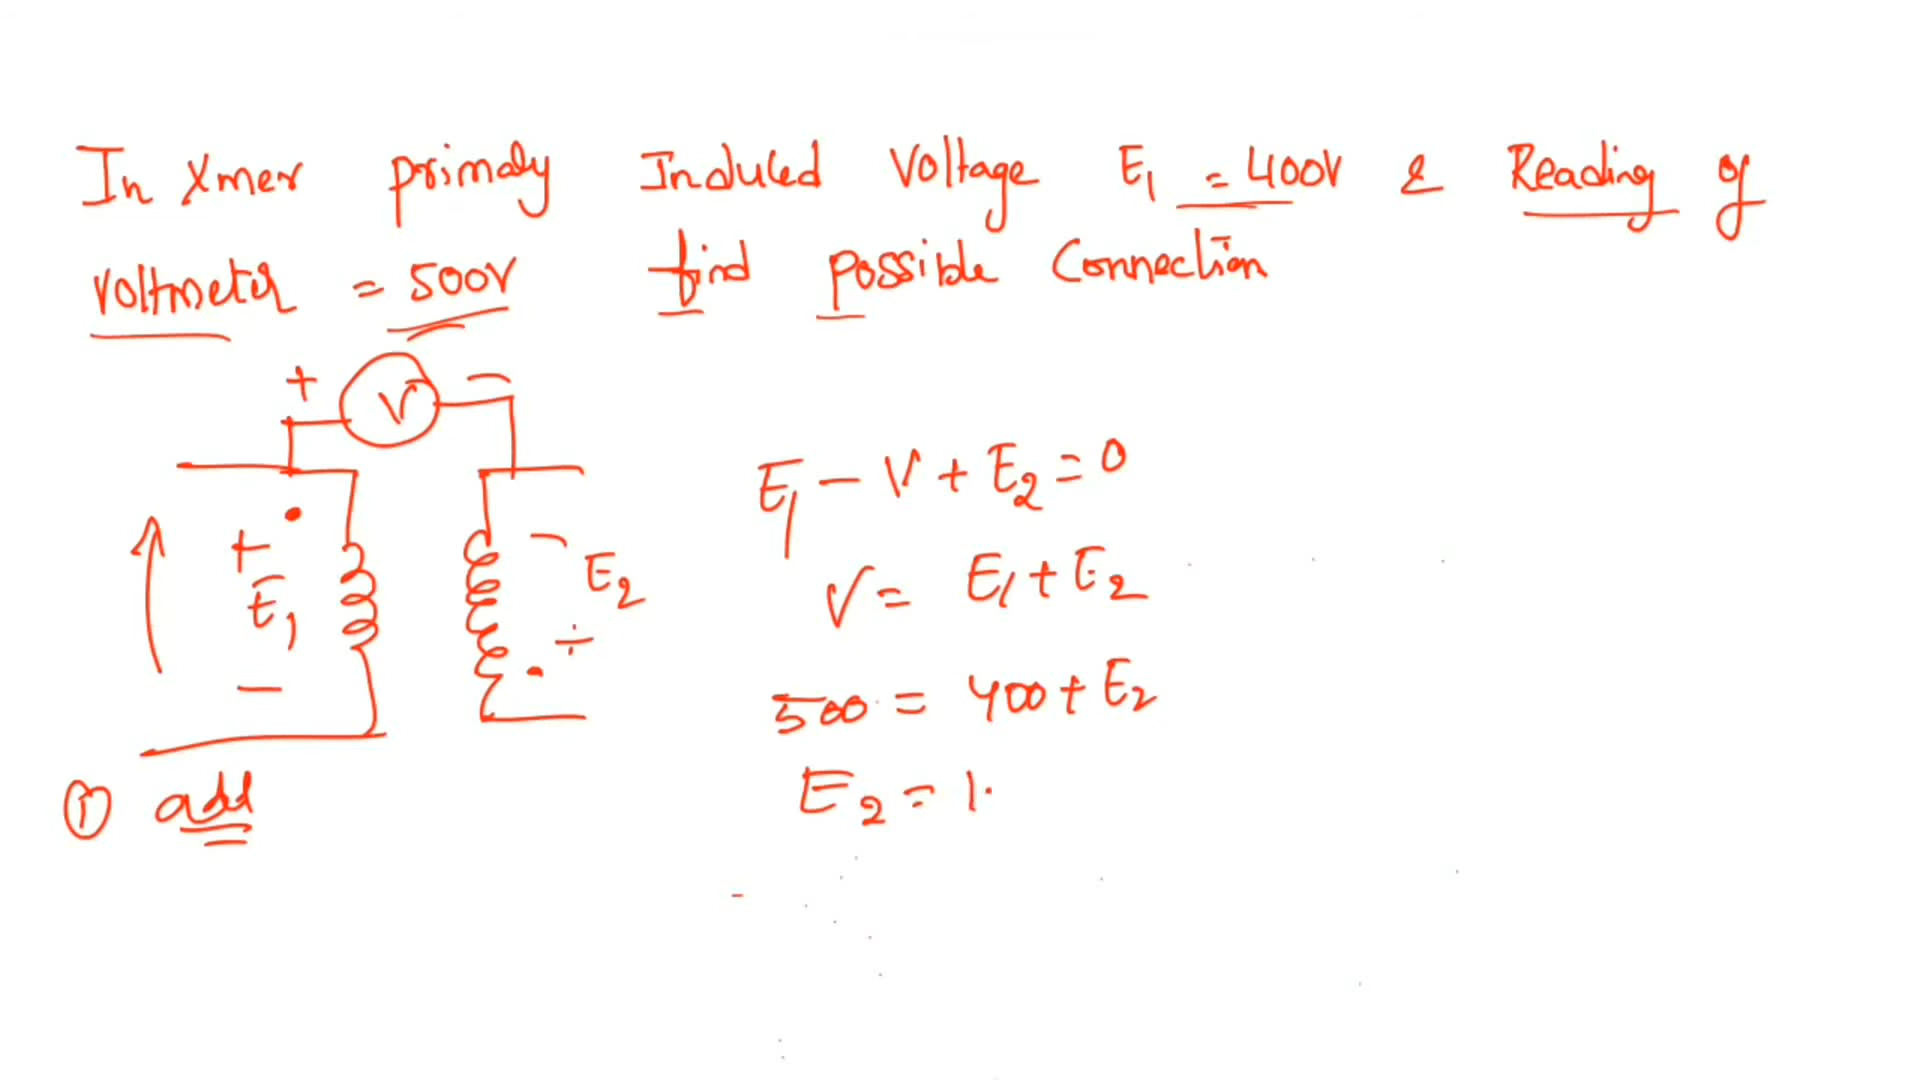 In Xmer primary Induced Voltage E₁ = 400V & Reading of
Voltmeter = 500V find possible Connection
+ V −
E₁ − V + E₂ = 0
+ − E₂
E₁ V = E₁ + E₂
− +
500 = 400 + E₂
① add E₂ = 1.